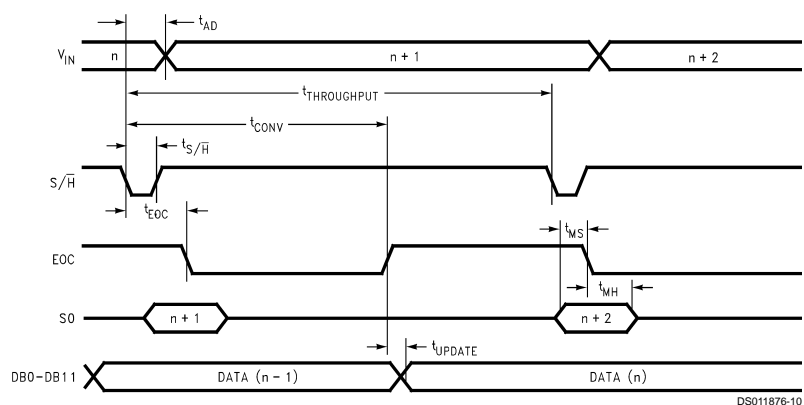 t_AD
V_IN n n + 1 n + 2
t_THROUGHPUT
t_CONV
t_S/H̅
S/H̅
t_EOC
t_MS
EOC
t_MH
S0 n + 1 n + 2
t_UPDATE
DB0-DB11 DATA (n - 1) DATA (n)
DS011876-10